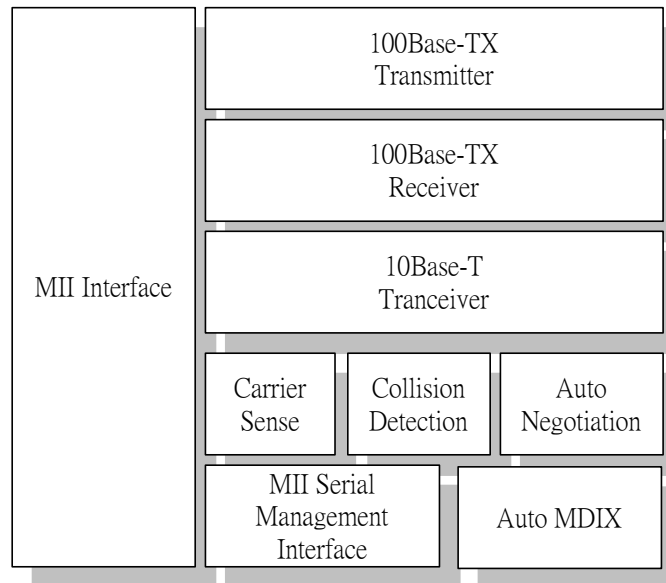 100Base-TX
Transmitter
100Base-TX
Receiver
MII Interface
10Base-T
Tranceiver
Carrier
Sense
Collision
Detection
Auto
Negotiation
MII Serial
Management
Interface
Auto MDIX